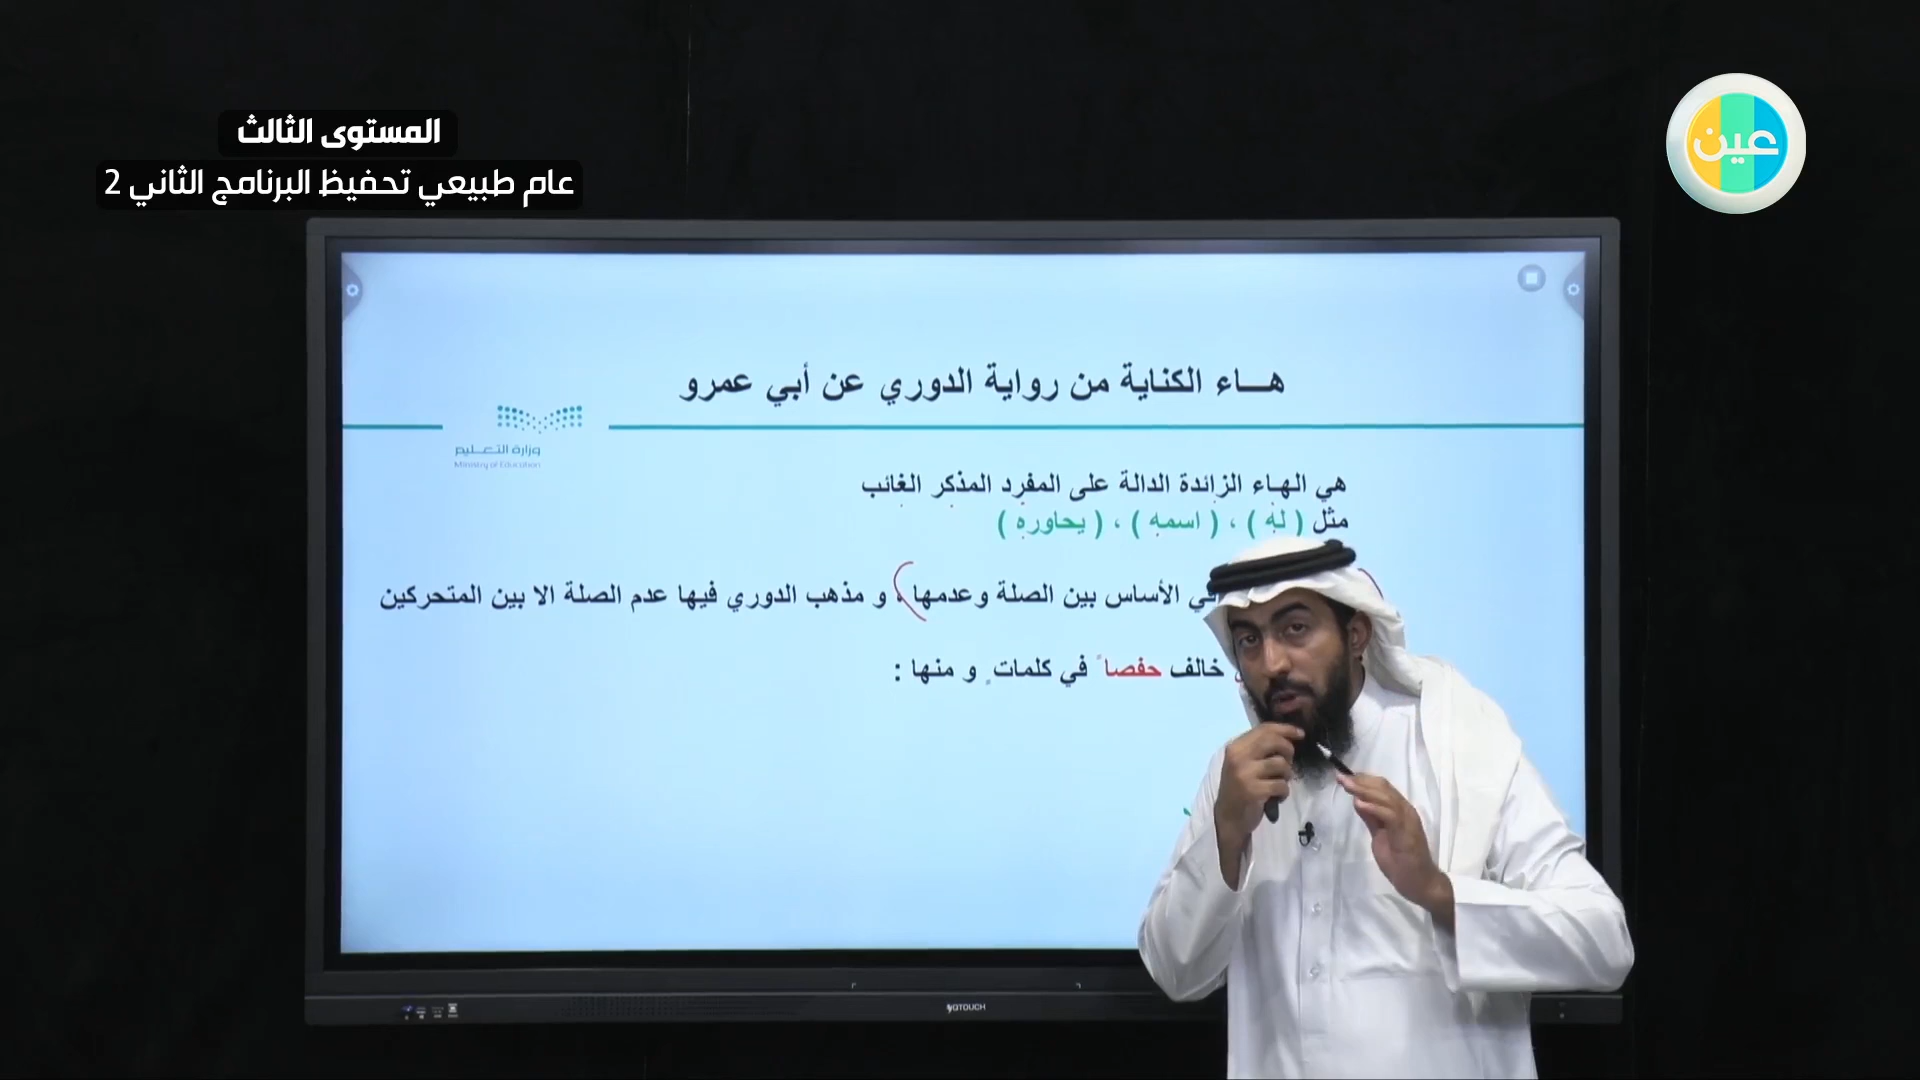 المستوى الثالث
عام طبيعي تحفيظ البرنامج الثاني 2
عين
هـــاء الكناية من رواية الدوري عن أبي عمرو
وزارة التعـليم
Ministry of Education
هي الهاء الزائدة الدالة على المفرد المذكر الغائب
مثل ( له ) ، ( اسمه ) ، ( يحاوره )
في الأساس بين الصلة وعدمها ، و مذهب الدوري فيها عدم الصلة الا بين المتحركين
خالف حفصاً في كلماتٍ و منها :
QTOUCH